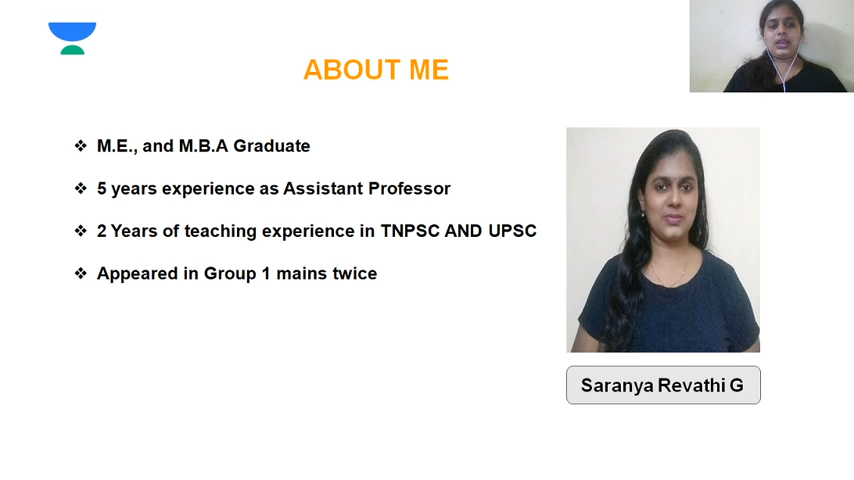 ABOUT ME
❖ M.E., and M.B.A Graduate
❖ 5 years experience as Assistant Professor
❖ 2 Years of teaching experience in TNPSC AND UPSC
❖ Appeared in Group 1 mains twice
Saranya Revathi G